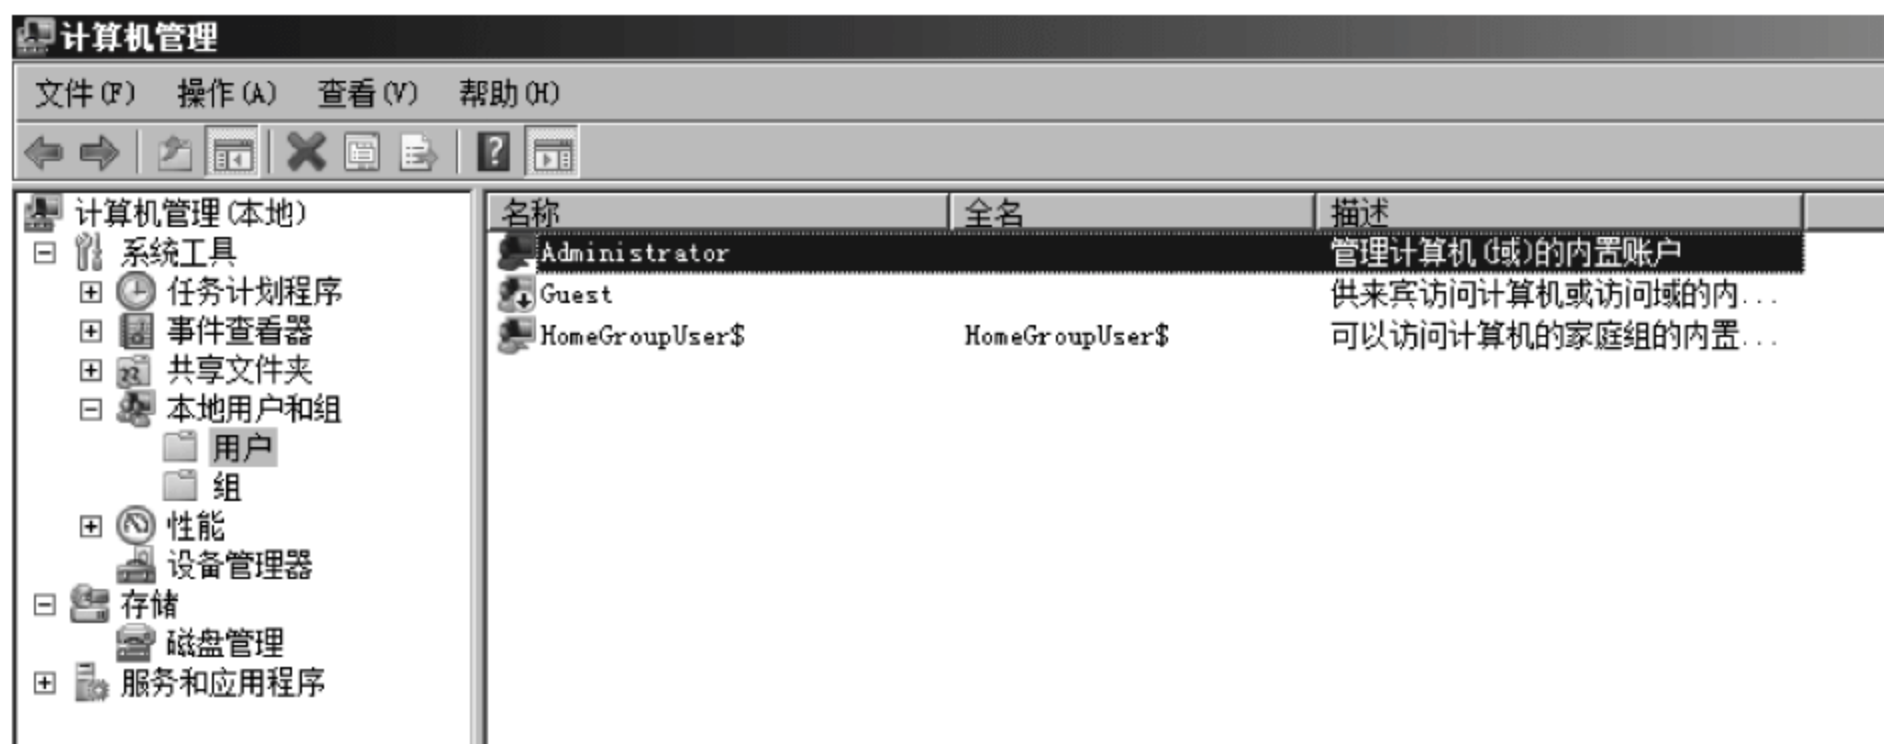 计算机管理
文件(F) 操作(A) 查看(V) 帮助(H)
计算机管理(本地)
系统工具
任务计划程序
事件查看器
共享文件夹
本地用户和组
用户
组
性能
设备管理器
存储
磁盘管理
服务和应用程序
名称 全名 描述
Administrator 管理计算机(域)的内置账户
Guest 供来宾访问计算机或访问域的内...
HomeGroupUser$ HomeGroupUser$ 可以访问计算机的家庭组的内置...